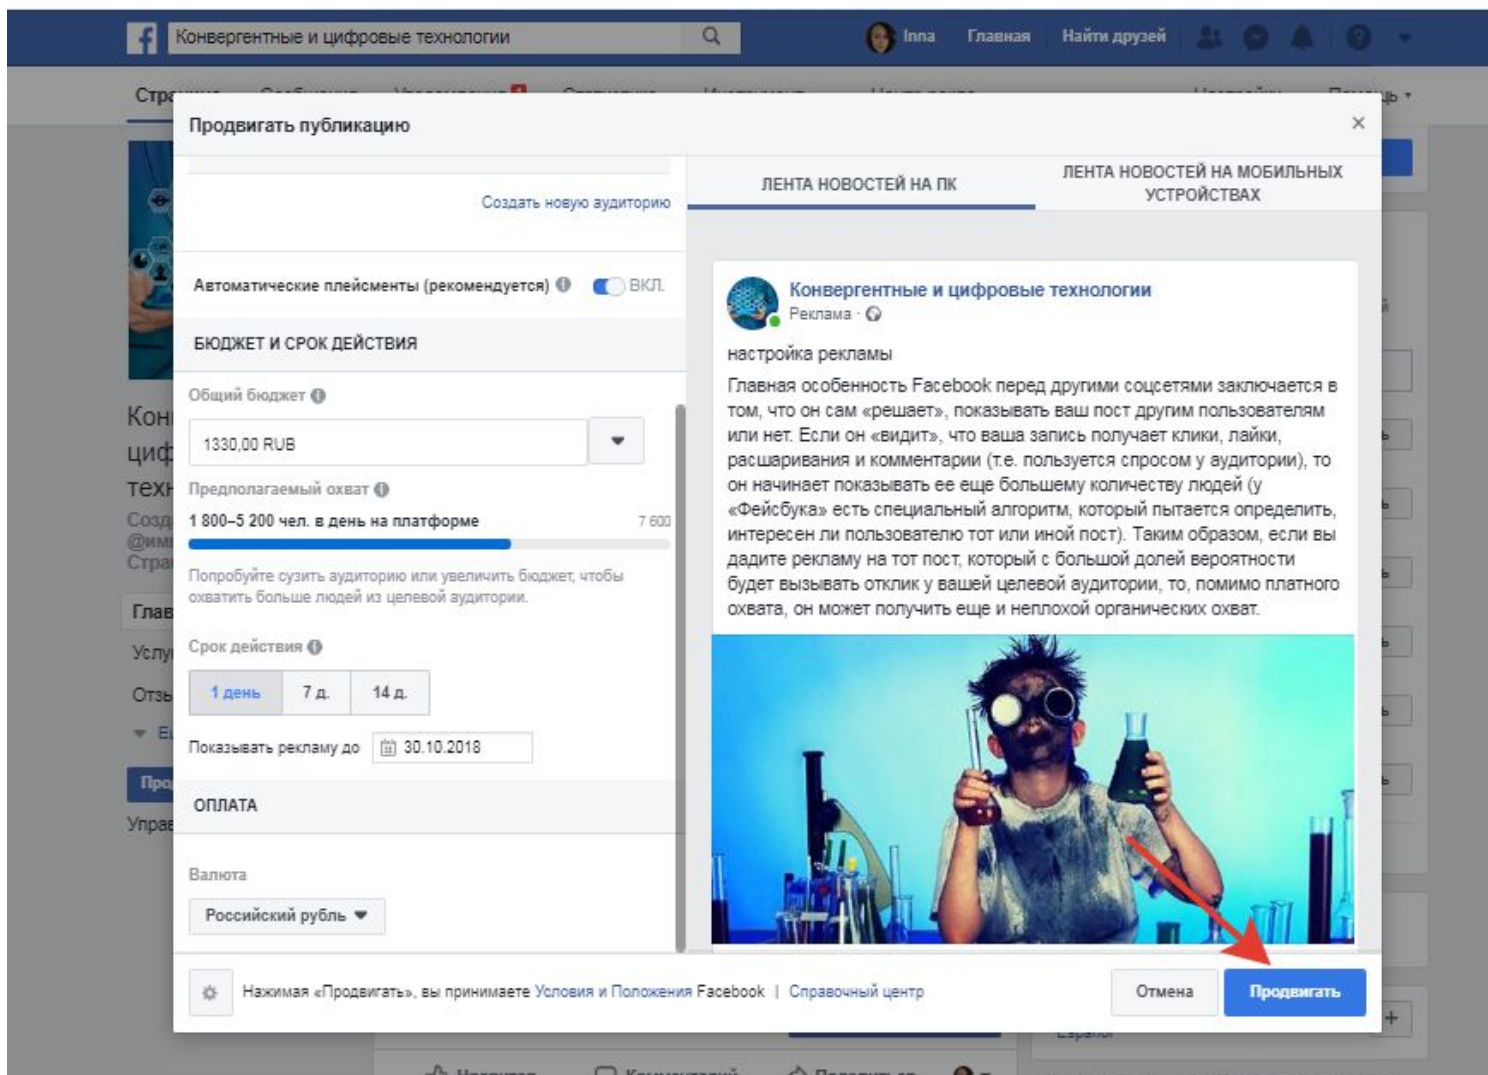 Конвергентные и цифровые технологии
Inna Главная Найти друзей
Продвигать публикацию
Создать новую аудиторию
Автоматические плейсменты (рекомендуется) ВКЛ.
БЮДЖЕТ И СРОК ДЕЙСТВИЯ
Общий бюджет
1330,00 RUB
Предполагаемый охват
1 800–5 200 чел. в день на платформе 7 600
Попробуйте сузить аудиторию или увеличить бюджет, чтобы
охватить больше людей из целевой аудитории.
Срок действия
1 день 7 д. 14 д.
Показывать рекламу до 30.10.2018
ОПЛАТА
Валюта
Российский рубль
ЛЕНТА НОВОСТЕЙ НА ПК
ЛЕНТА НОВОСТЕЙ НА МОБИЛЬНЫХ
УСТРОЙСТВАХ
Конвергентные и цифровые технологии
Реклама ·
настройка рекламы
Главная особенность Facebook перед другими соцсетями заключается в
том, что он сам «решает», показывать ваш пост другим пользователям
или нет. Если он «видит», что ваша запись получает клики, лайки,
расшаривания и комментарии (т.е. пользуется спросом у аудитории), то
он начинает показывать ее еще большему количеству людей (у
«Фейсбука» есть специальный алгоритм, который пытается определить,
интересен ли пользователю тот или иной пост). Таким образом, если вы
дадите рекламу на тот пост, который с большой долей вероятности
будет вызывать отклик у вашей целевой аудитории, то, помимо платного
охвата, он может получить еще и неплохой органических охват.
Нажимая «Продвигать», вы принимаете Условия и Положения Facebook | Справочный центр
Отмена Продвигать